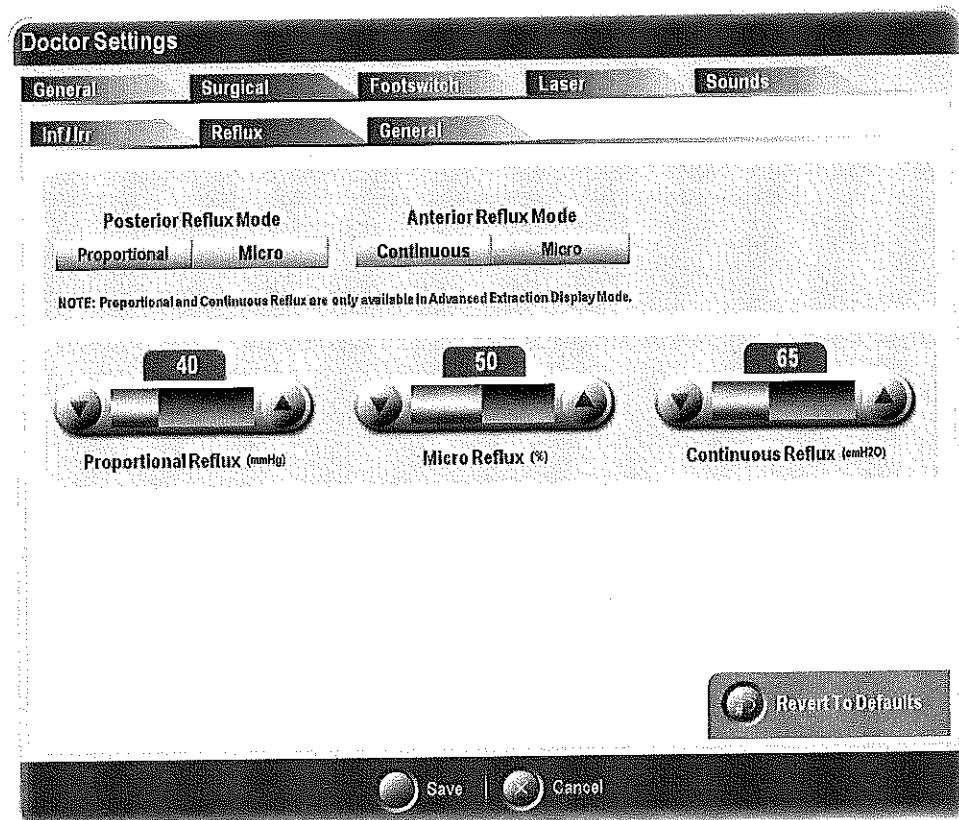 Doctor Settings
General Surgical Footswitch Laser Sounds
Inf/Irr Reflux General
Posterior Reflux Mode Anterior Reflux Mode
Proportional Micro Continuous Micro
NOTE: Proportional and Continuous Reflux are only available in Advanced Extraction Display Mode.
40 50 65
Proportional Reflux (mmHg) Micro Reflux (%) Continuous Reflux (cmH2O)
Revert To Defaults
Save | Cancel